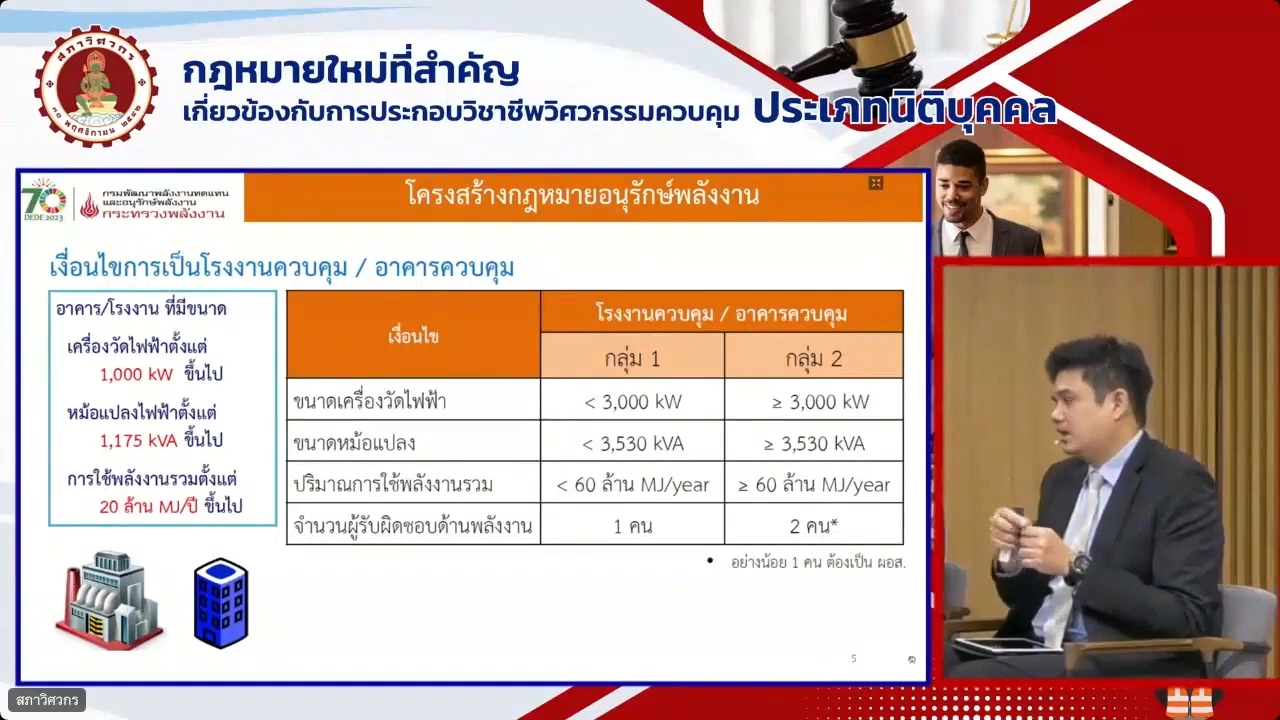 สภาวิศวกร
๓๐ พฤศจิกายน ๒๕๔๒
กฎหมายใหม่ที่สำคัญ
เกี่ยวข้องกับการประกอบวิชาชีพวิศวกรรมควบคุม ประเภทนิติบุคคล
70
DEDE 2023
กรมพัฒนาพลังงานทดแทน
และอนุรักษ์พลังงาน
กระทรวงพลังงาน
โครงสร้างกฎหมายอนุรักษ์พลังงาน
เงื่อนไขการเป็นโรงงานควบคุม / อาคารควบคุม
อาคาร/โรงงาน ที่มีขนาด
เครื่องวัดไฟฟ้าตั้งแต่
1,000 kW ขึ้นไป
หม้อแปลงไฟฟ้าตั้งแต่
1,175 kVA ขึ้นไป
การใช้พลังงานรวมตั้งแต่
20 ล้าน MJ/ปี ขึ้นไป
เงื่อนไข โรงงานควบคุม / อาคารควบคุม
กลุ่ม 1 กลุ่ม 2
ขนาดเครื่องวัดไฟฟ้า < 3,000 kW ≥ 3,000 kW
ขนาดหม้อแปลง < 3,530 kVA ≥ 3,530 kVA
ปริมาณการใช้พลังงานรวม < 60 ล้าน MJ/year ≥ 60 ล้าน MJ/year
จำนวนผู้รับผิดชอบด้านพลังงาน 1 คน 2 คน*
• อย่างน้อย 1 คน ต้องเป็น ผอส.
5
สภาวิศวกร